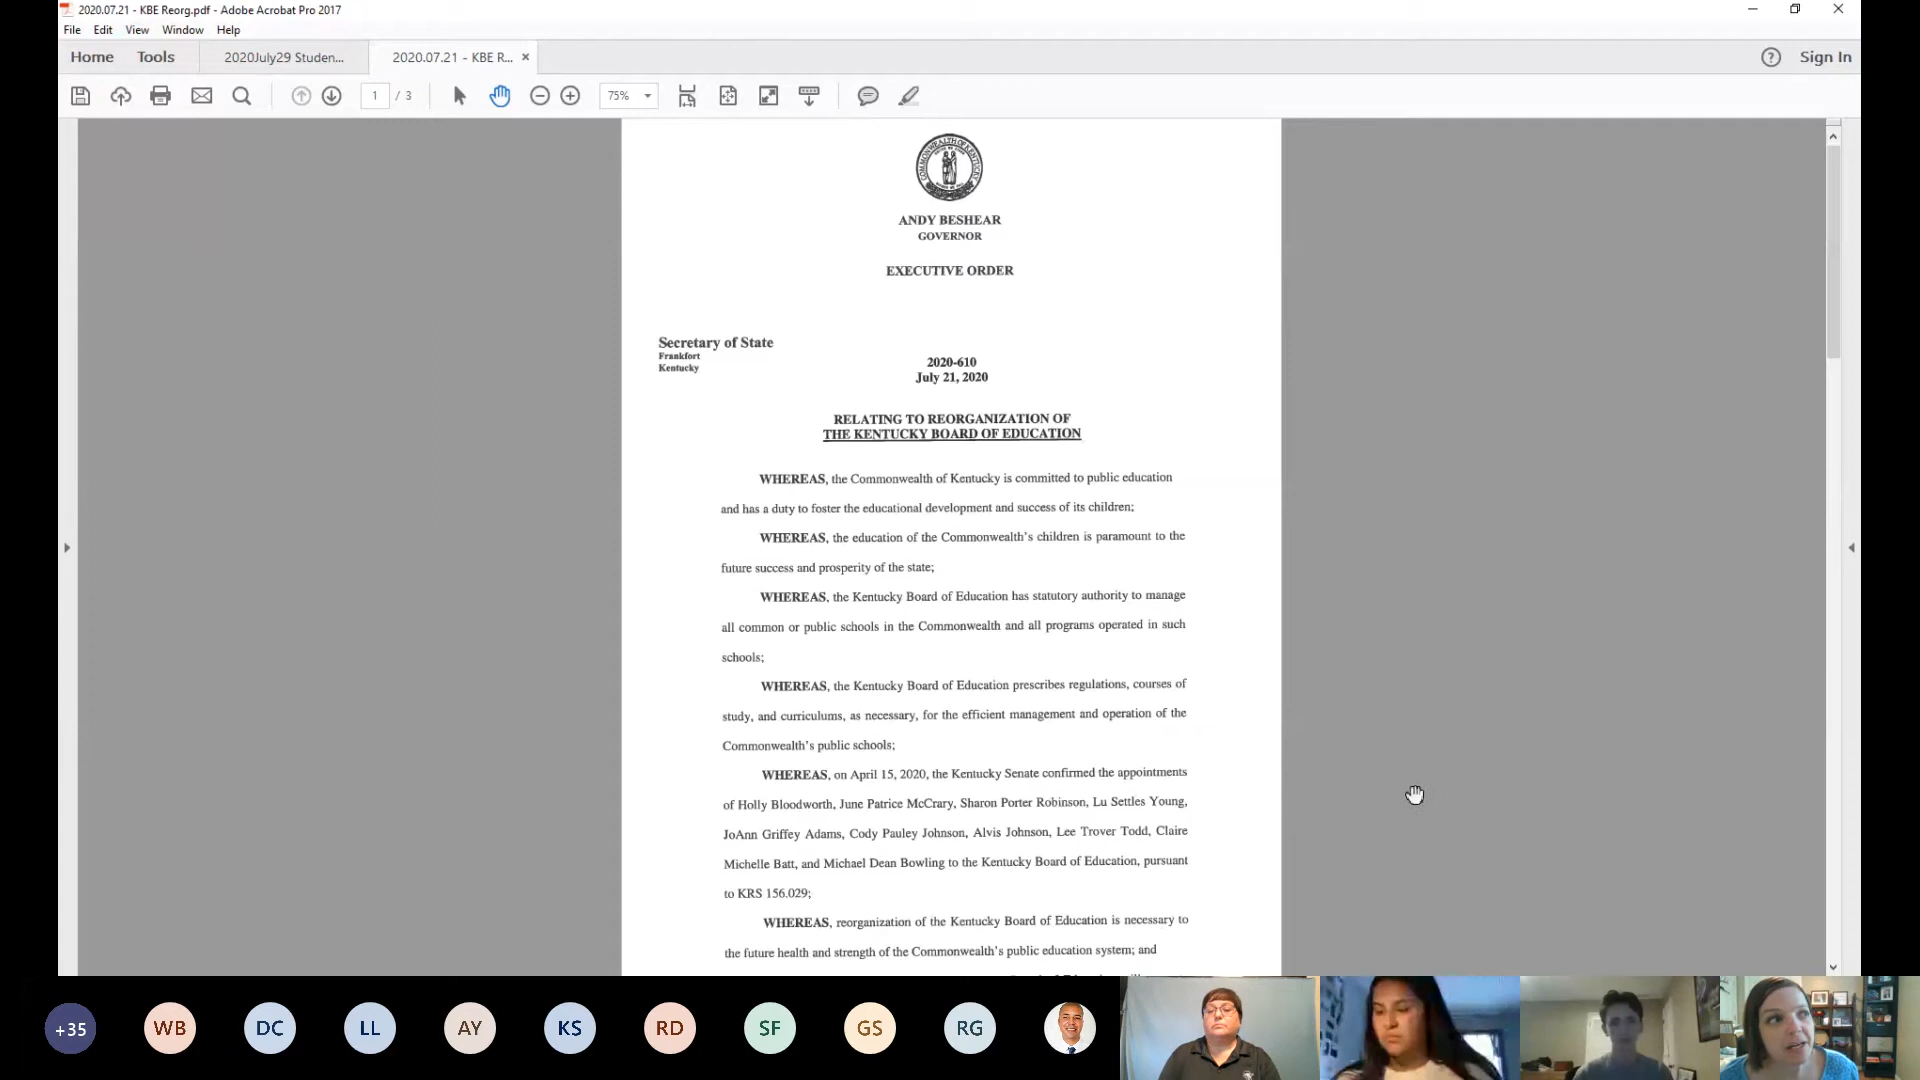 2020.07.21 - KBE Reorg.pdf - Adobe Acrobat Pro 2017
File Edit View Window Help
Home Tools 2020July29 Studen... 2020.07.21 - KBE R... × Sign In
1 / 3 75%
COMMONWEALTH OF KENTUCKY
ANDY BESHEAR
GOVERNOR
EXECUTIVE ORDER
Secretary of State
Frankfort
Kentucky
2020-610
July 21, 2020
RELATING TO REORGANIZATION OF
THE KENTUCKY BOARD OF EDUCATION
WHEREAS, the Commonwealth of Kentucky is committed to public education
and has a duty to foster the educational development and success of its children;
WHEREAS, the education of the Commonwealth's children is paramount to the
future success and prosperity of the state;
WHEREAS, the Kentucky Board of Education has statutory authority to manage
all common or public schools in the Commonwealth and all programs operated in such
schools;
WHEREAS, the Kentucky Board of Education prescribes regulations, courses of
study, and curriculums, as necessary, for the efficient management and operation of the
Commonwealth's public schools;
WHEREAS, on April 15, 2020, the Kentucky Senate confirmed the appointments
of Holly Bloodworth, June Patrice McCrary, Sharon Porter Robinson, Lu Settles Young,
JoAnn Griffey Adams, Cody Pauley Johnson, Alvis Johnson, Lee Trover Todd, Claire
Michelle Batt, and Michael Dean Bowling to the Kentucky Board of Education, pursuant
to KRS 156.029;
WHEREAS, reorganization of the Kentucky Board of Education is necessary to
the future health and strength of the Commonwealth's public education system; and
+35 WB DC LL AY KS RD SF GS RG